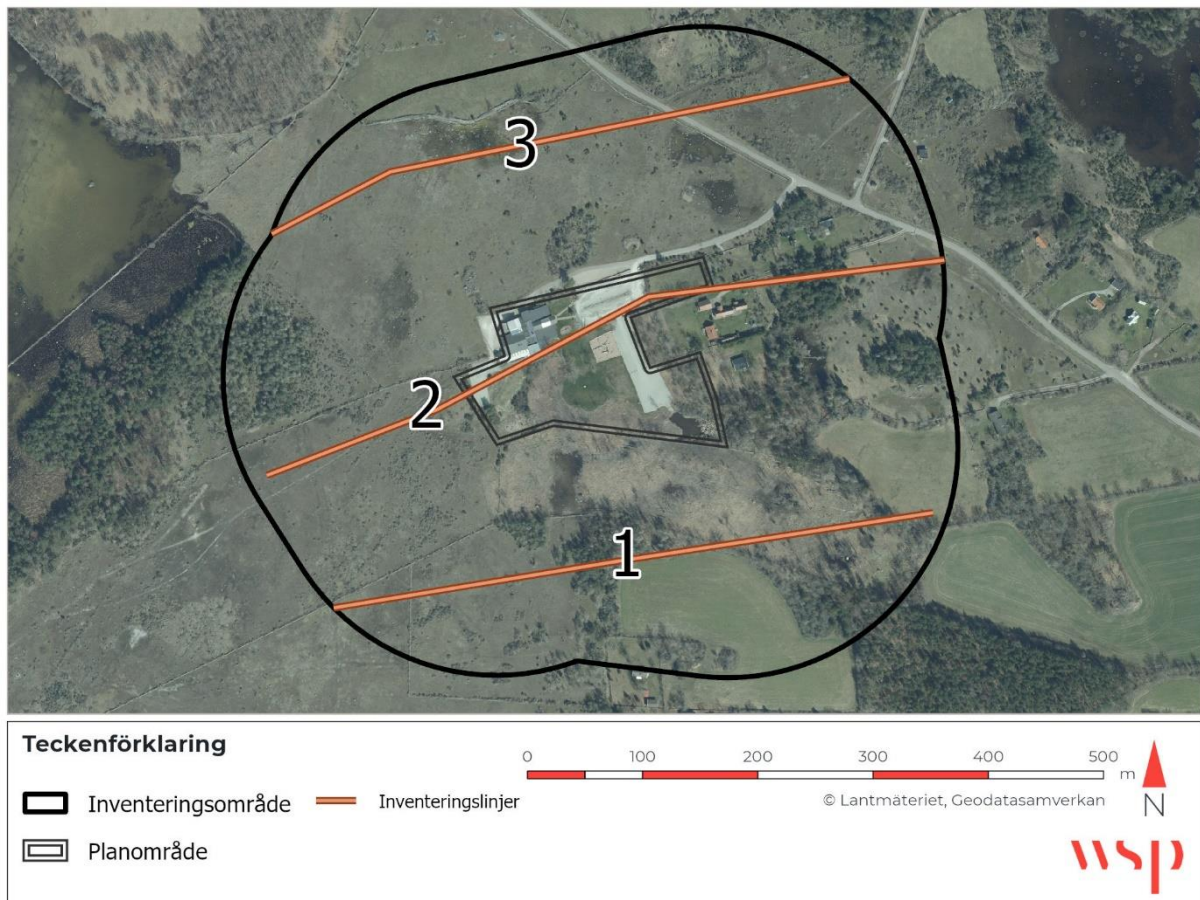 3
2
1
Teckenförklaring
0 100 200 300 400 500
m
Inventeringsområde
Inventeringslinjer
© Lantmäteriet, Geodatasamverkan
N
Planområde
wsp